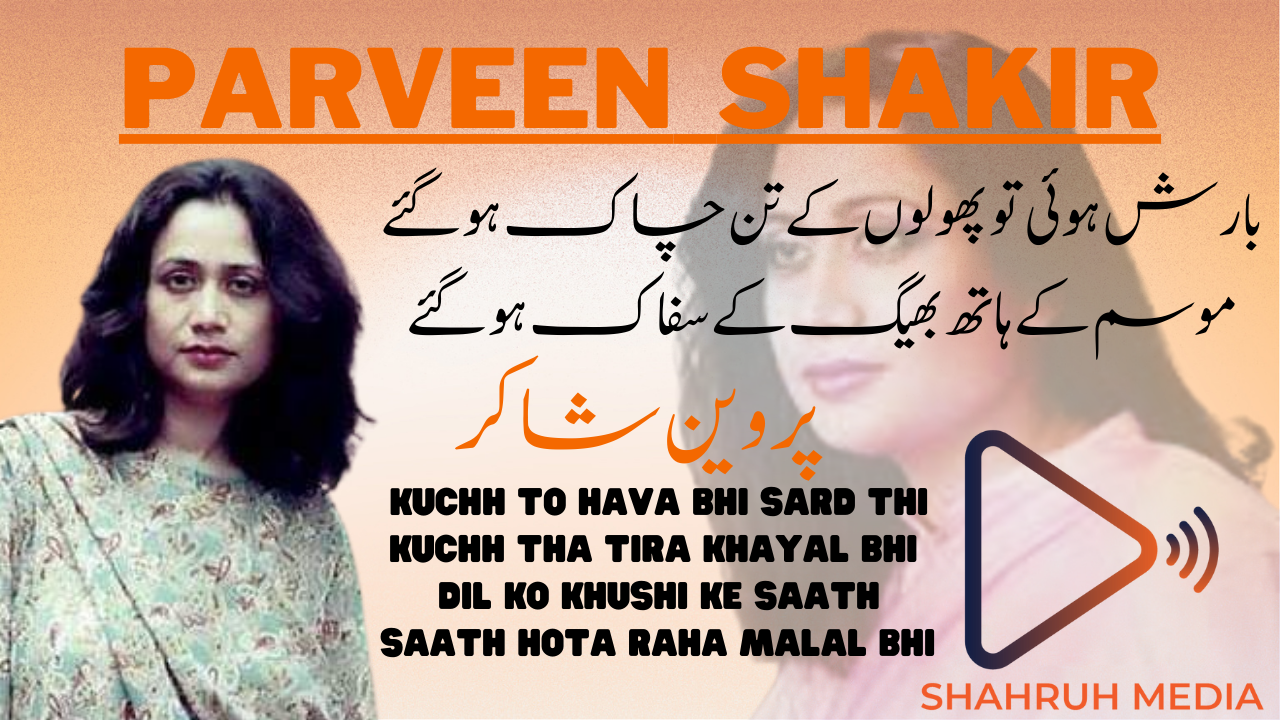 PARVEEN SHAKIR
بارش ہوئی تو پھولوں کے تن چاک ہو گئے
موسم کے ہاتھ بھیگ کے سفاک ہو گئے
پروین شاکر
KUCHH TO HAVA BHI SARD THI
KUCHH THA TIRA KHAYAL BHI
DIL KO KHUSHI KE SAATH
SAATH HOTA RAHA MALAL BHI
SHAHRUH MEDIA